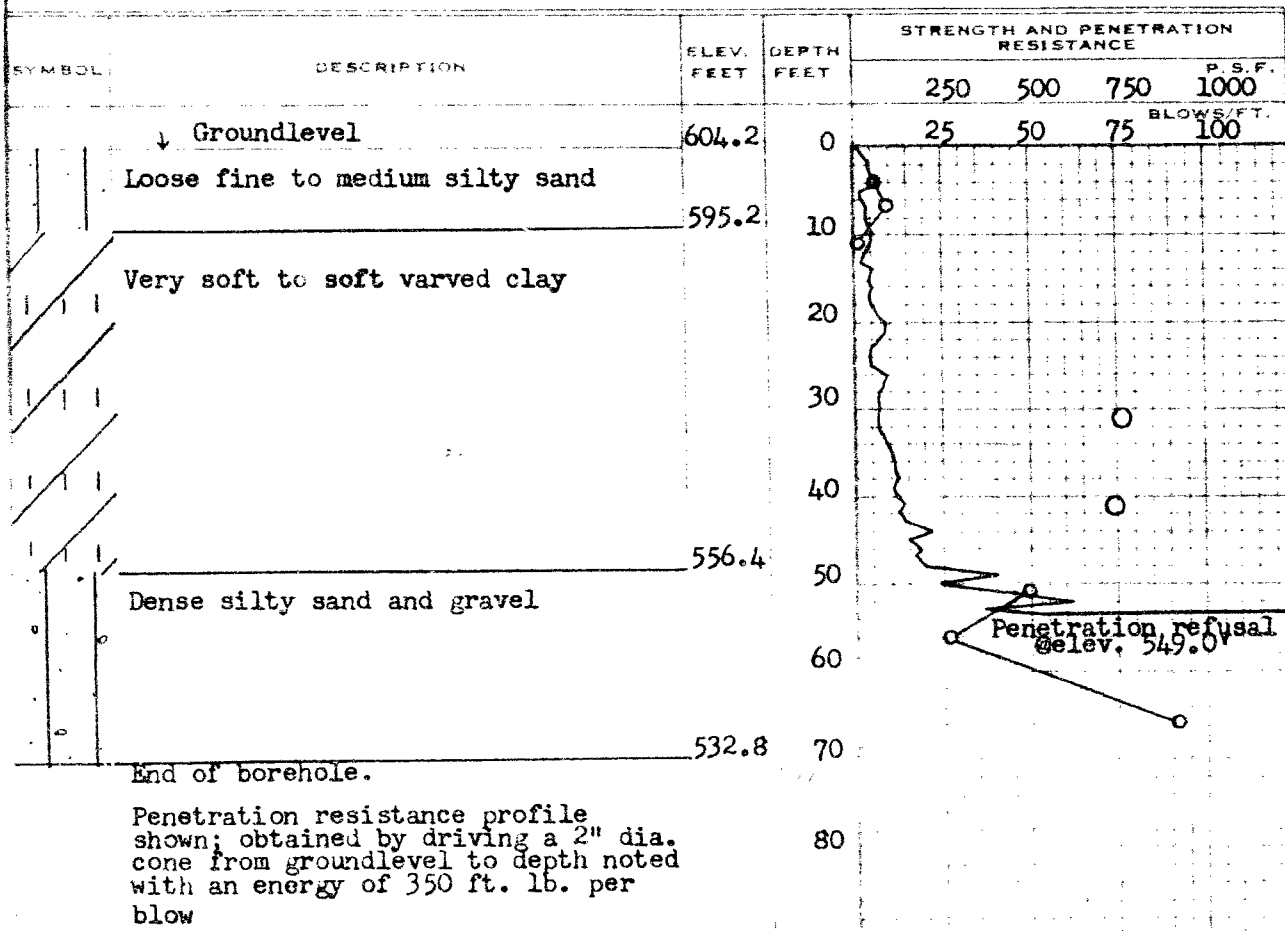 SYMBOL
DESCRIPTION
ELEV. FEET
DEPTH FEET
STRENGTH AND PENETRATION
RESISTANCE
P.S.F.
250 500 750 1000
BLOWS/FT.
25 50 75 100
↓ Groundlevel
604.2
0
Loose fine to medium silty sand
595.2
10
Very soft to soft varved clay
20
30
40
556.4
50
Dense silty sand and gravel
Penetration refusal
@elev. 549.0'
60
532.8
70
End of borehole.
Penetration resistance profile
shown; obtained by driving a 2" dia.
cone from groundlevel to depth noted
with an energy of 350 ft. lb. per
blow
80